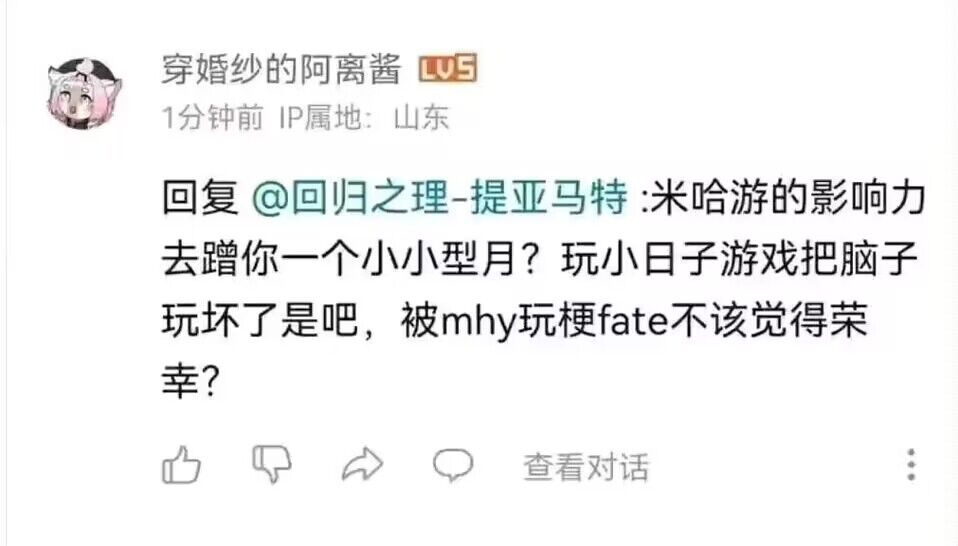 穿婚纱的阿离酱 LV5
1分钟前 IP属地：山东
回复 @回归之理-提亚马特 :米哈游的影响力
去蹭你一个小小型月？玩小日子游戏把脑子
玩坏了是吧，被mhy玩梗fate不该觉得荣
幸？
查看对话